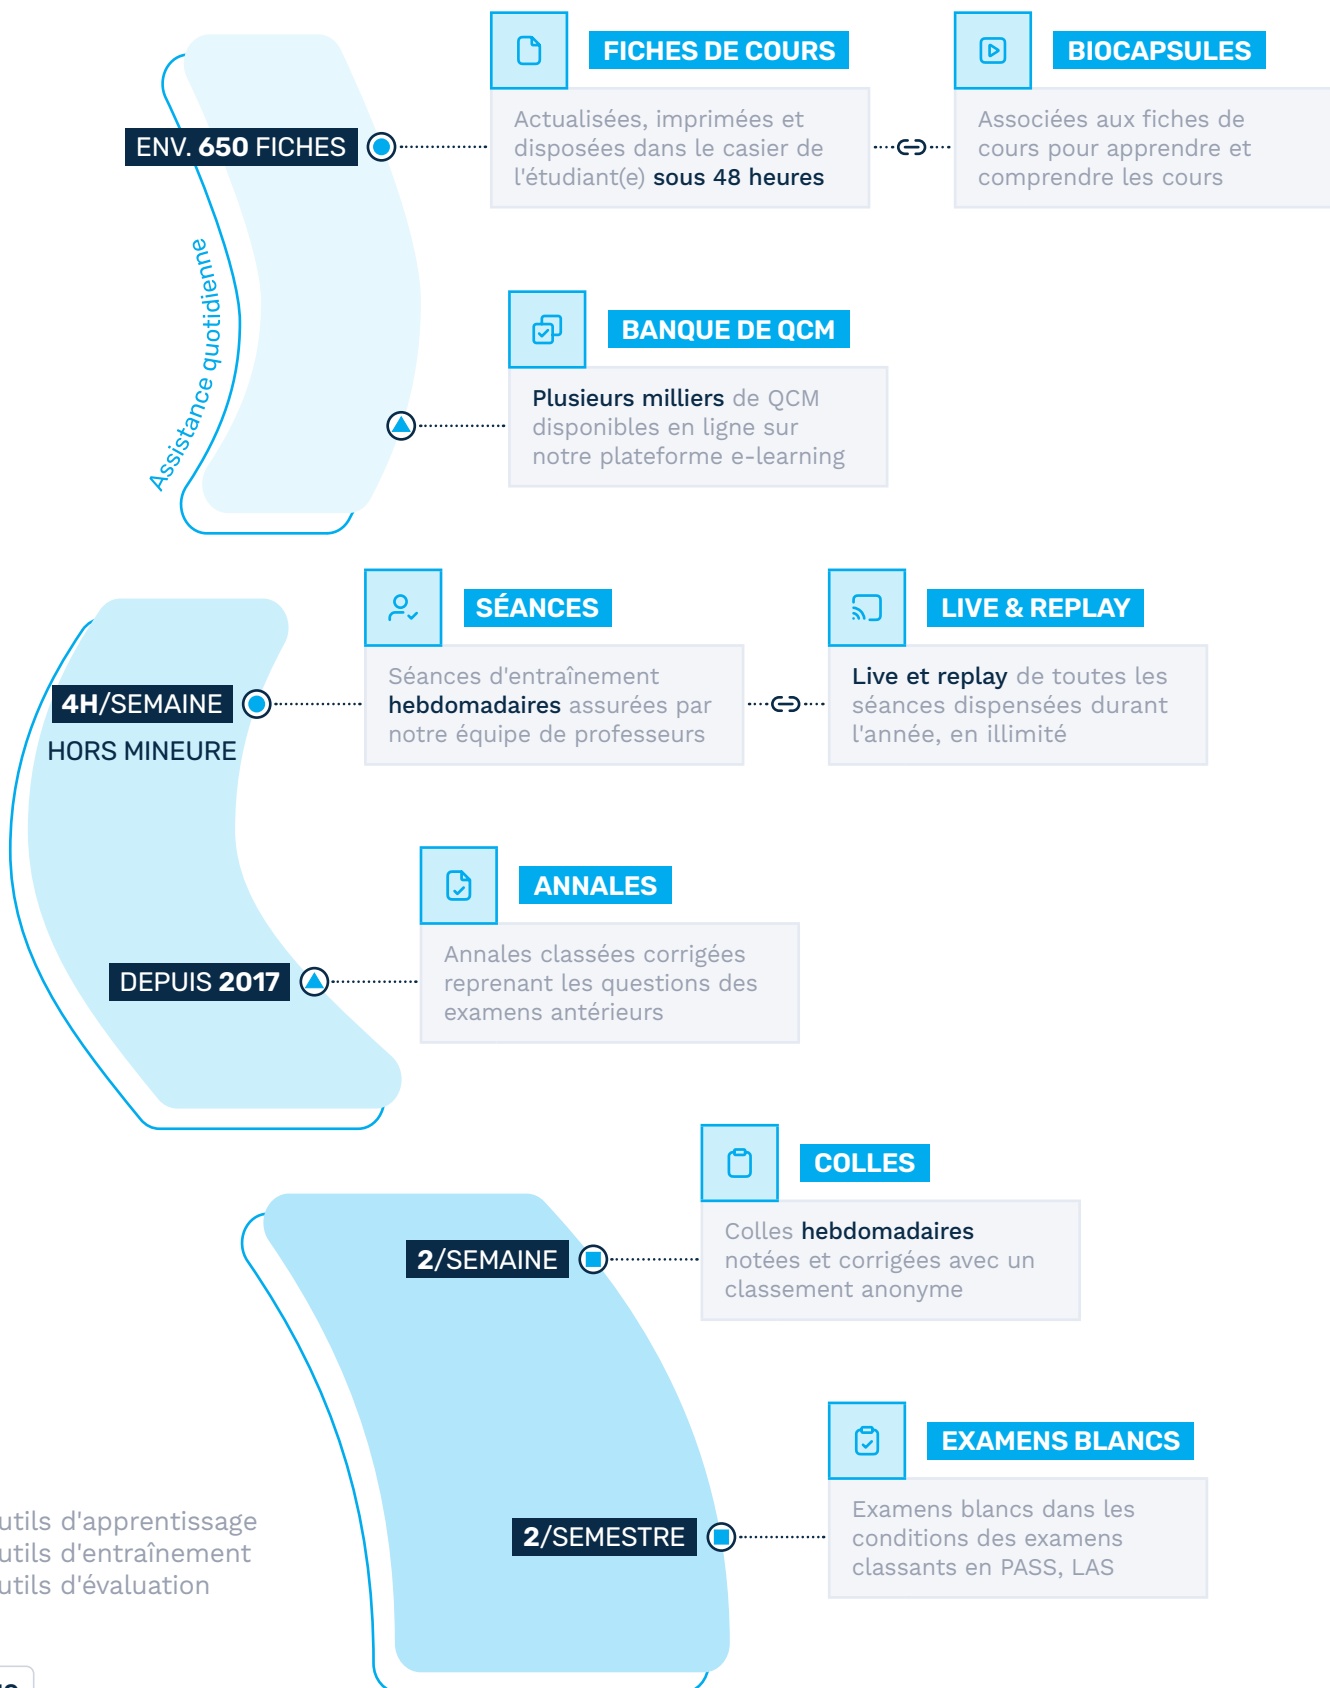 FICHES DE COURS
Actualisées, imprimées et
disposées dans le casier de
l'étudiant(e) sous 48 heures
BIOCAPSULES
Associées aux fiches de
cours pour apprendre et
comprendre les cours
ENV. 650 FICHES
Assistance quotidienne
BANQUE DE QCM
Plusieurs milliers de QCM
disponibles en ligne sur
notre plateforme e-learning
SÉANCES
Séances d'entraînement
hebdomadaires assurées par
notre équipe de professeurs
LIVE & REPLAY
Live et replay de toutes les
séances dispensées durant
l'année, en illimité
4H/SEMAINE
HORS MINEURE
ANNALES
Annales classées corrigées
reprenant les questions des
examens antérieurs
DEPUIS 2017
COLLES
Colles hebdomadaires
notées et corrigées avec un
classement anonyme
2/SEMAINE
EXAMENS BLANCS
Examens blancs dans les
conditions des examens
classants en PASS, LAS
2/SEMESTRE
utils d'apprentissage
utils d'entraînement
utils d'évaluation